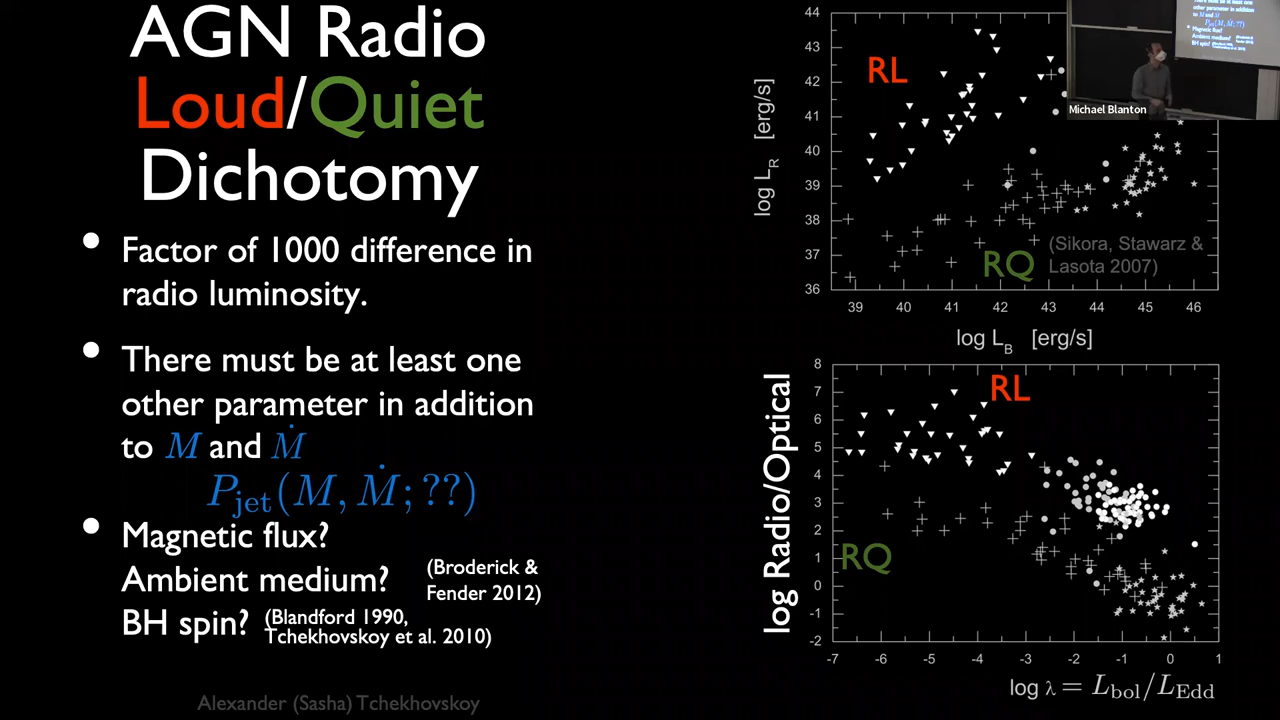 AGN Radio
Loud/Quiet
Dichotomy
• Factor of 1000 difference in
radio luminosity.
• There must be at least one
other parameter in addition
to M and Ṁ
P_jet(M, Ṁ; ??)
• Magnetic flux?
Ambient medium?
(Broderick &
Fender 2012)
BH spin?
(Blandford 1990,
Tchekhovskoy et al. 2010)
Alexander (Sasha) Tchekhovskoy
44
43
42
41
40
39
38
37
36
log L_R [erg/s]
RL
RQ
(Sikora, Stawarz &
Lasota 2007)
39 40 41 42 43 44 45 46
log L_B [erg/s]
8
7
6
5
4
3
2
1
0
-1
-2
log Radio/Optical
RL
RQ
-7 -6 -5 -4 -3 -2 -1 0 1
log λ = L_bol/L_Edd
Michael Blanton